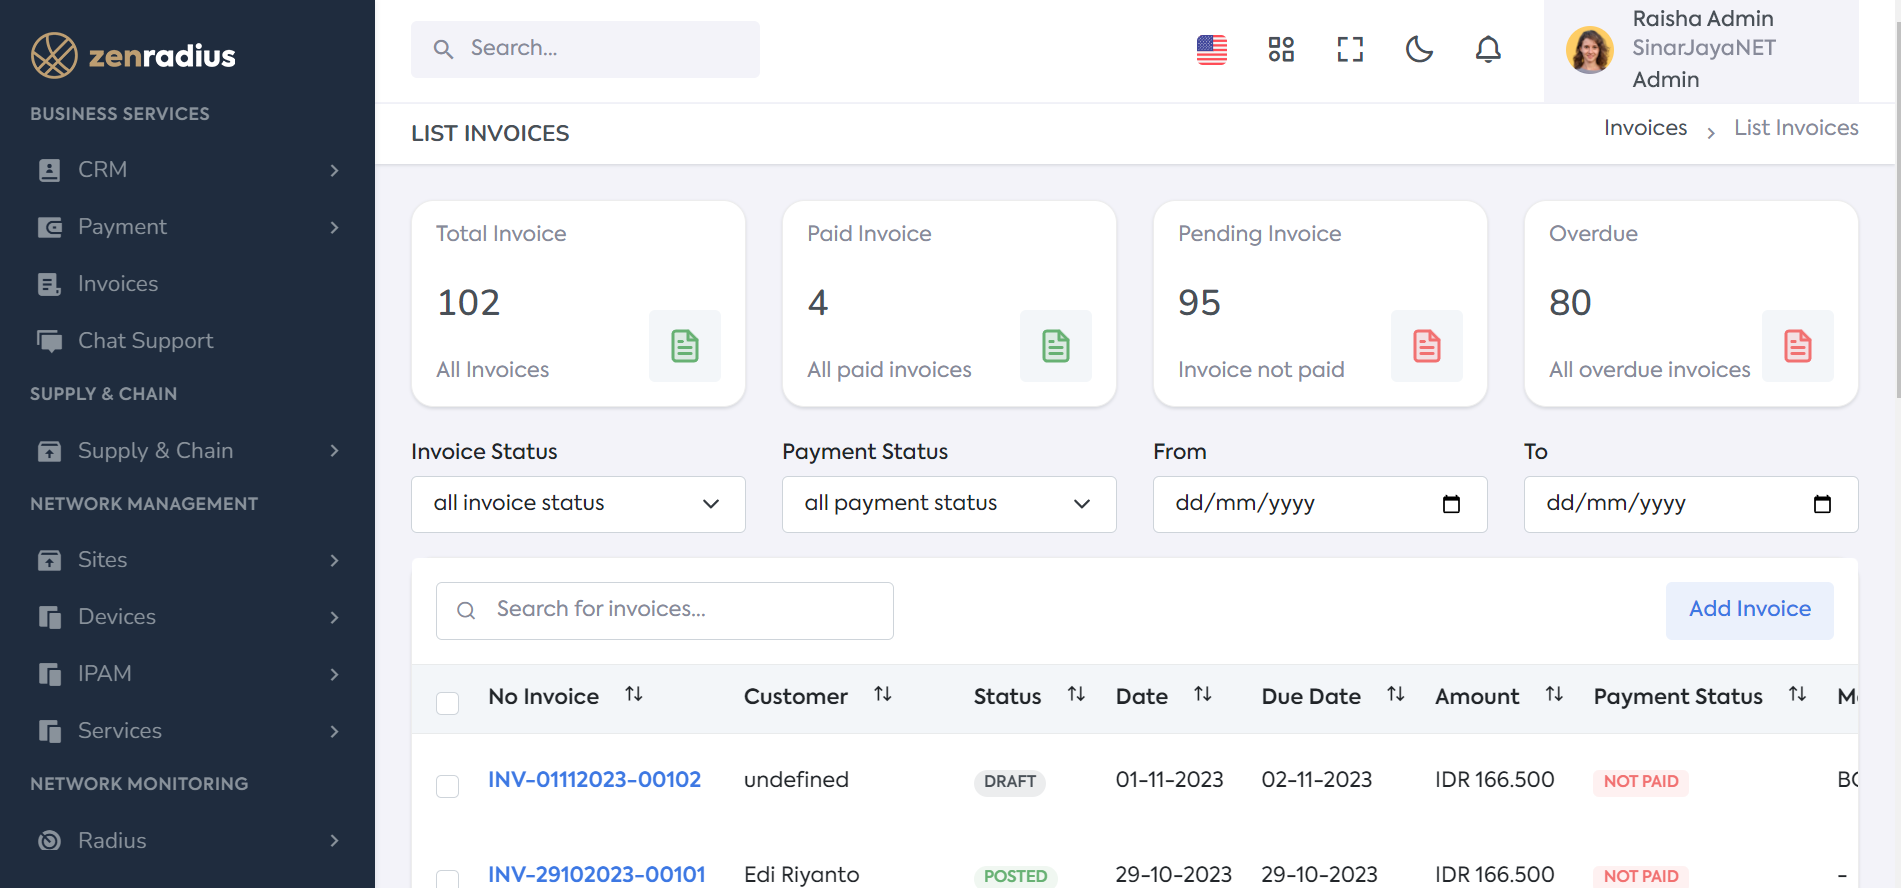 zenradius
BUSINESS SERVICES
CRM
Payment
Invoices
Chat Support
SUPPLY & CHAIN
Supply & Chain
NETWORK MANAGEMENT
Sites
Devices
IPAM
Services
NETWORK MONITORING
Radius
Search...
Raisha Admin
SinarJayaNET
Admin
LIST INVOICES
Invoices > List Invoices
Total Invoice
102
All Invoices
Paid Invoice
4
All paid invoices
Pending Invoice
95
Invoice not paid
Overdue
80
All overdue invoices
Invoice Status
all invoice status
Payment Status
all payment status
From
dd/mm/yyyy
To
dd/mm/yyyy
Search for invoices...
Add Invoice
No Invoice Customer Status Date Due Date Amount Payment Status
INV-01112023-00102 undefined DRAFT 01-11-2023 02-11-2023 IDR 166.500 NOT PAID
INV-29102023-00101 Edi Riyanto POSTED 29-10-2023 29-10-2023 IDR 166.500 NOT PAID -